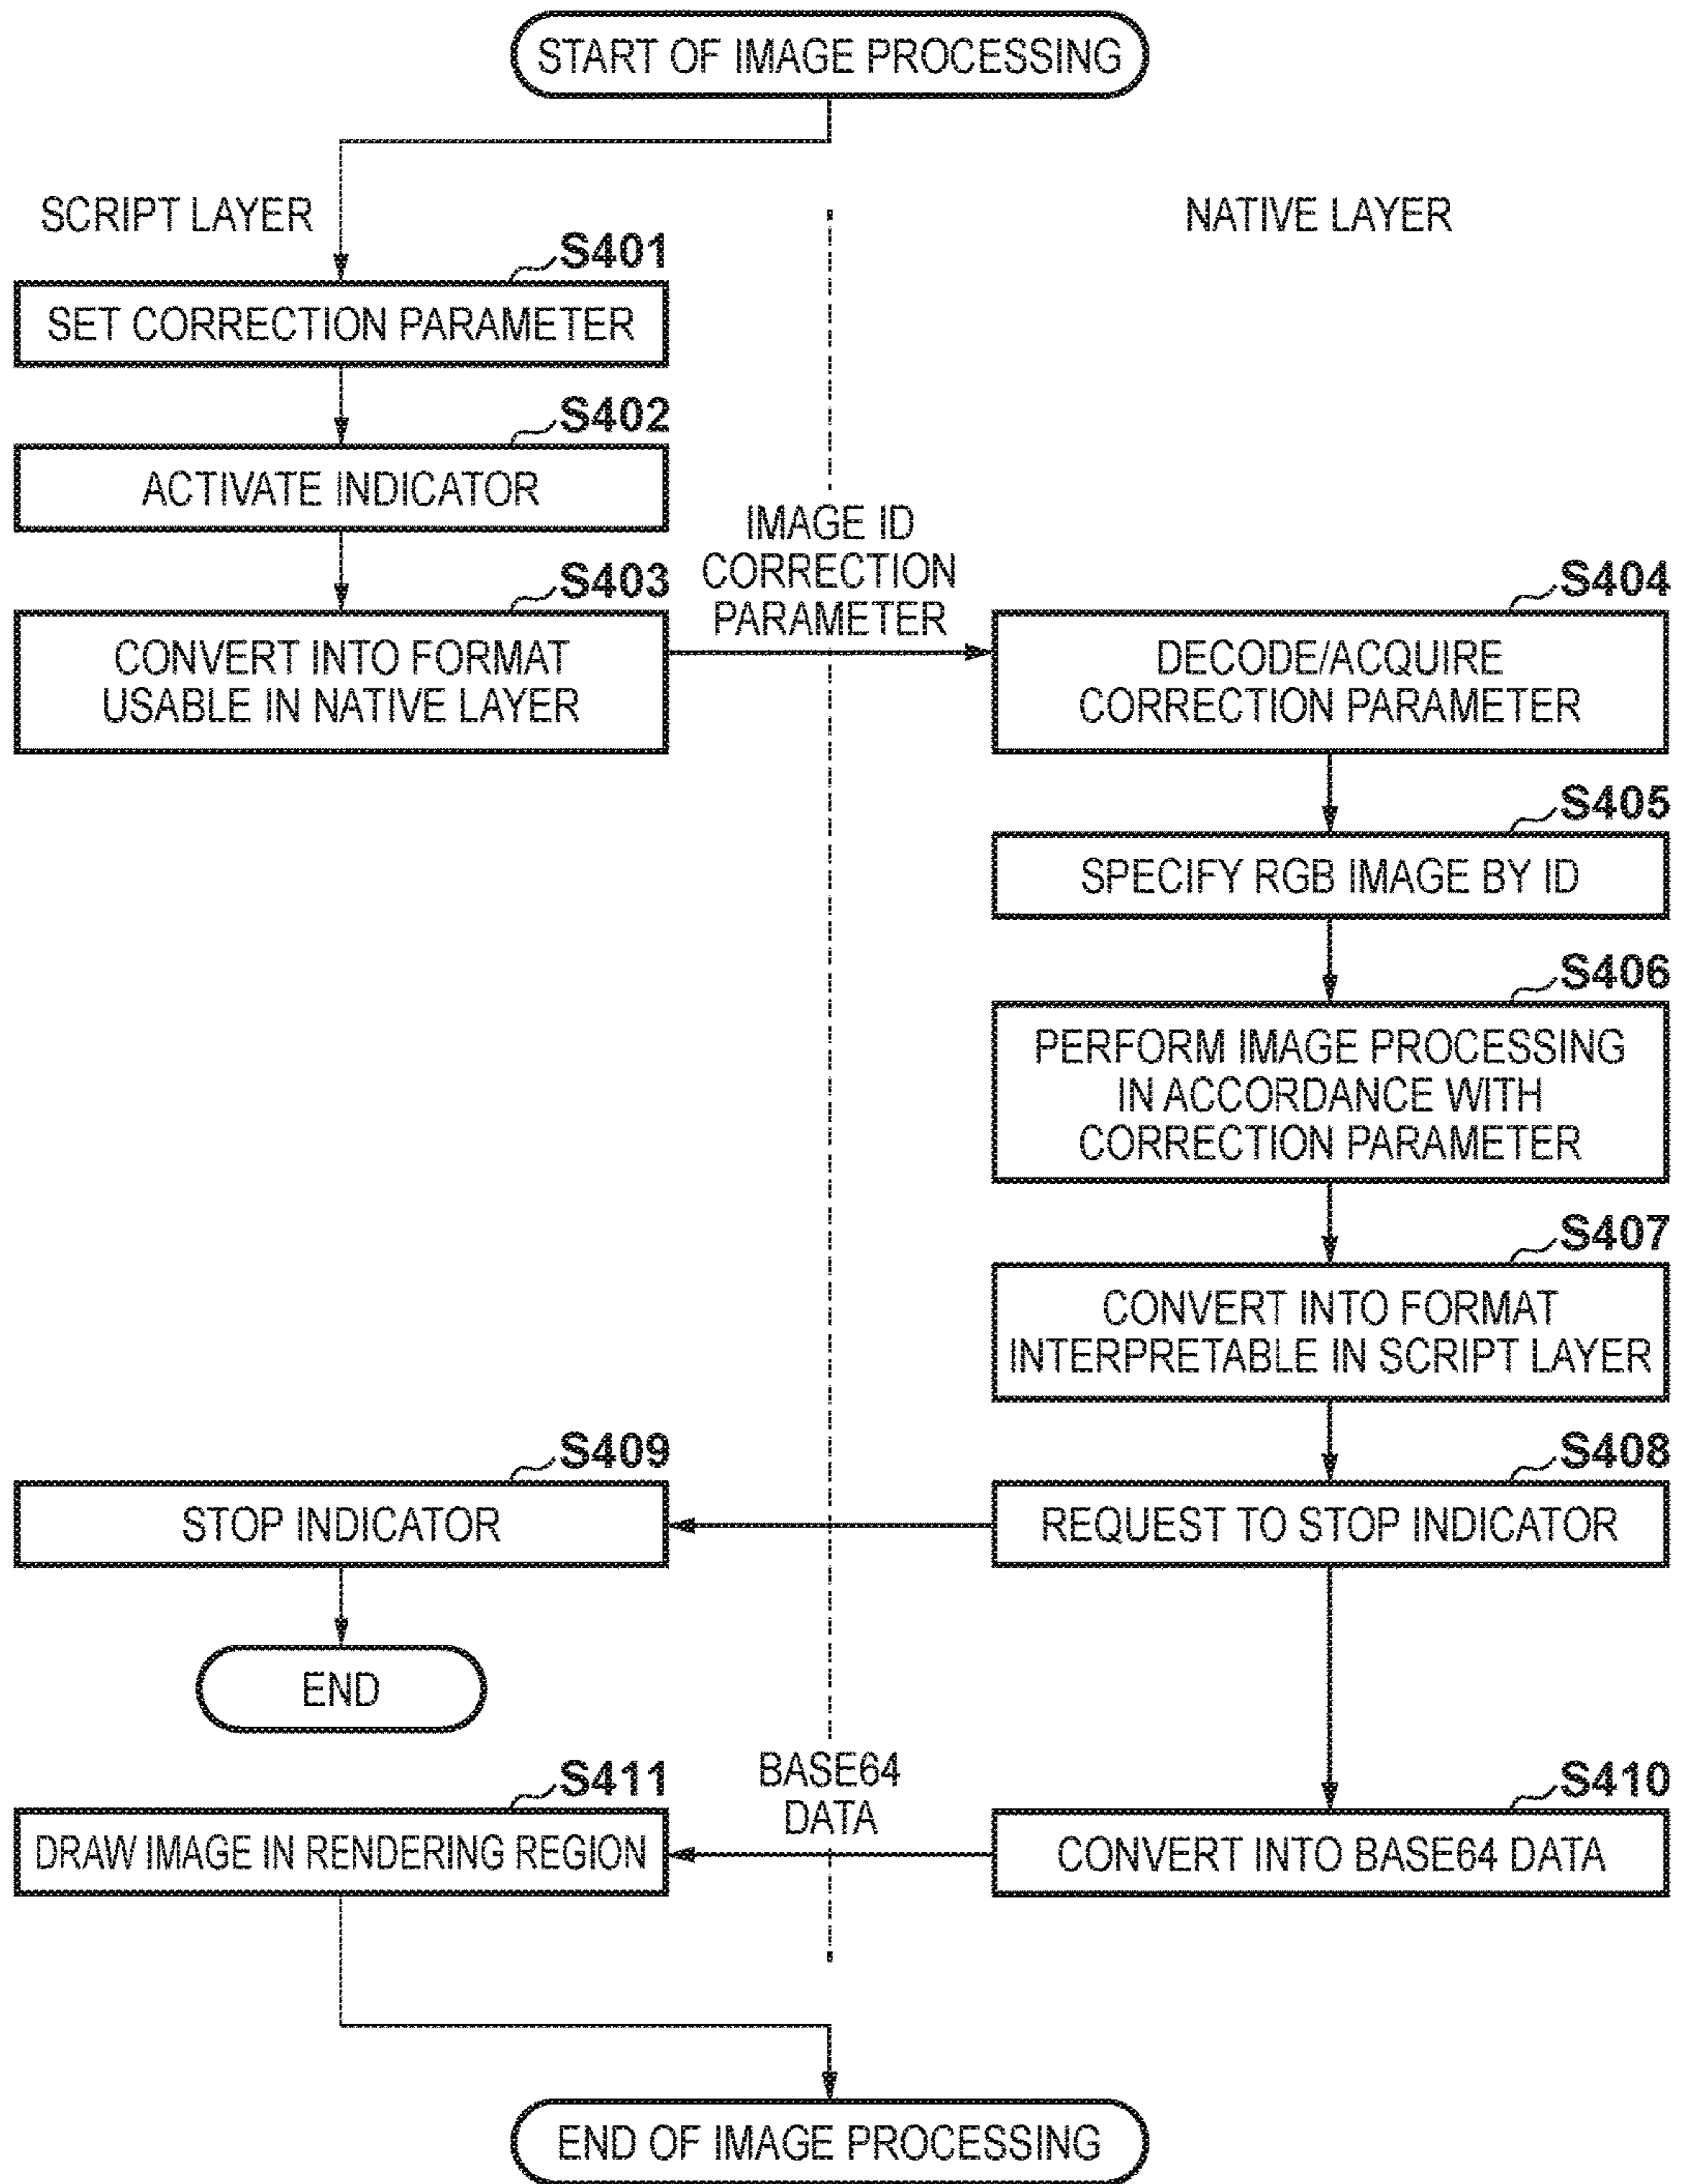 START OF IMAGE PROCESSING
SCRIPT LAYER
NATIVE LAYER
S401
SET CORRECTION PARAMETER
S402
ACTIVATE INDICATOR
S403
CONVERT INTO FORMAT
USABLE IN NATIVE LAYER
IMAGE ID
CORRECTION
PARAMETER
S404
DECODE/ACQUIRE
CORRECTION PARAMETER
S405
SPECIFY RGB IMAGE BY ID
S406
PERFORM IMAGE PROCESSING
IN ACCORDANCE WITH
CORRECTION PARAMETER
S407
CONVERT INTO FORMAT
INTERPRETABLE IN SCRIPT LAYER
S408
REQUEST TO STOP INDICATOR
S409
STOP INDICATOR
END
S410
CONVERT INTO BASE64 DATA
BASE64
DATA
S411
DRAW IMAGE IN RENDERING REGION
END OF IMAGE PROCESSING